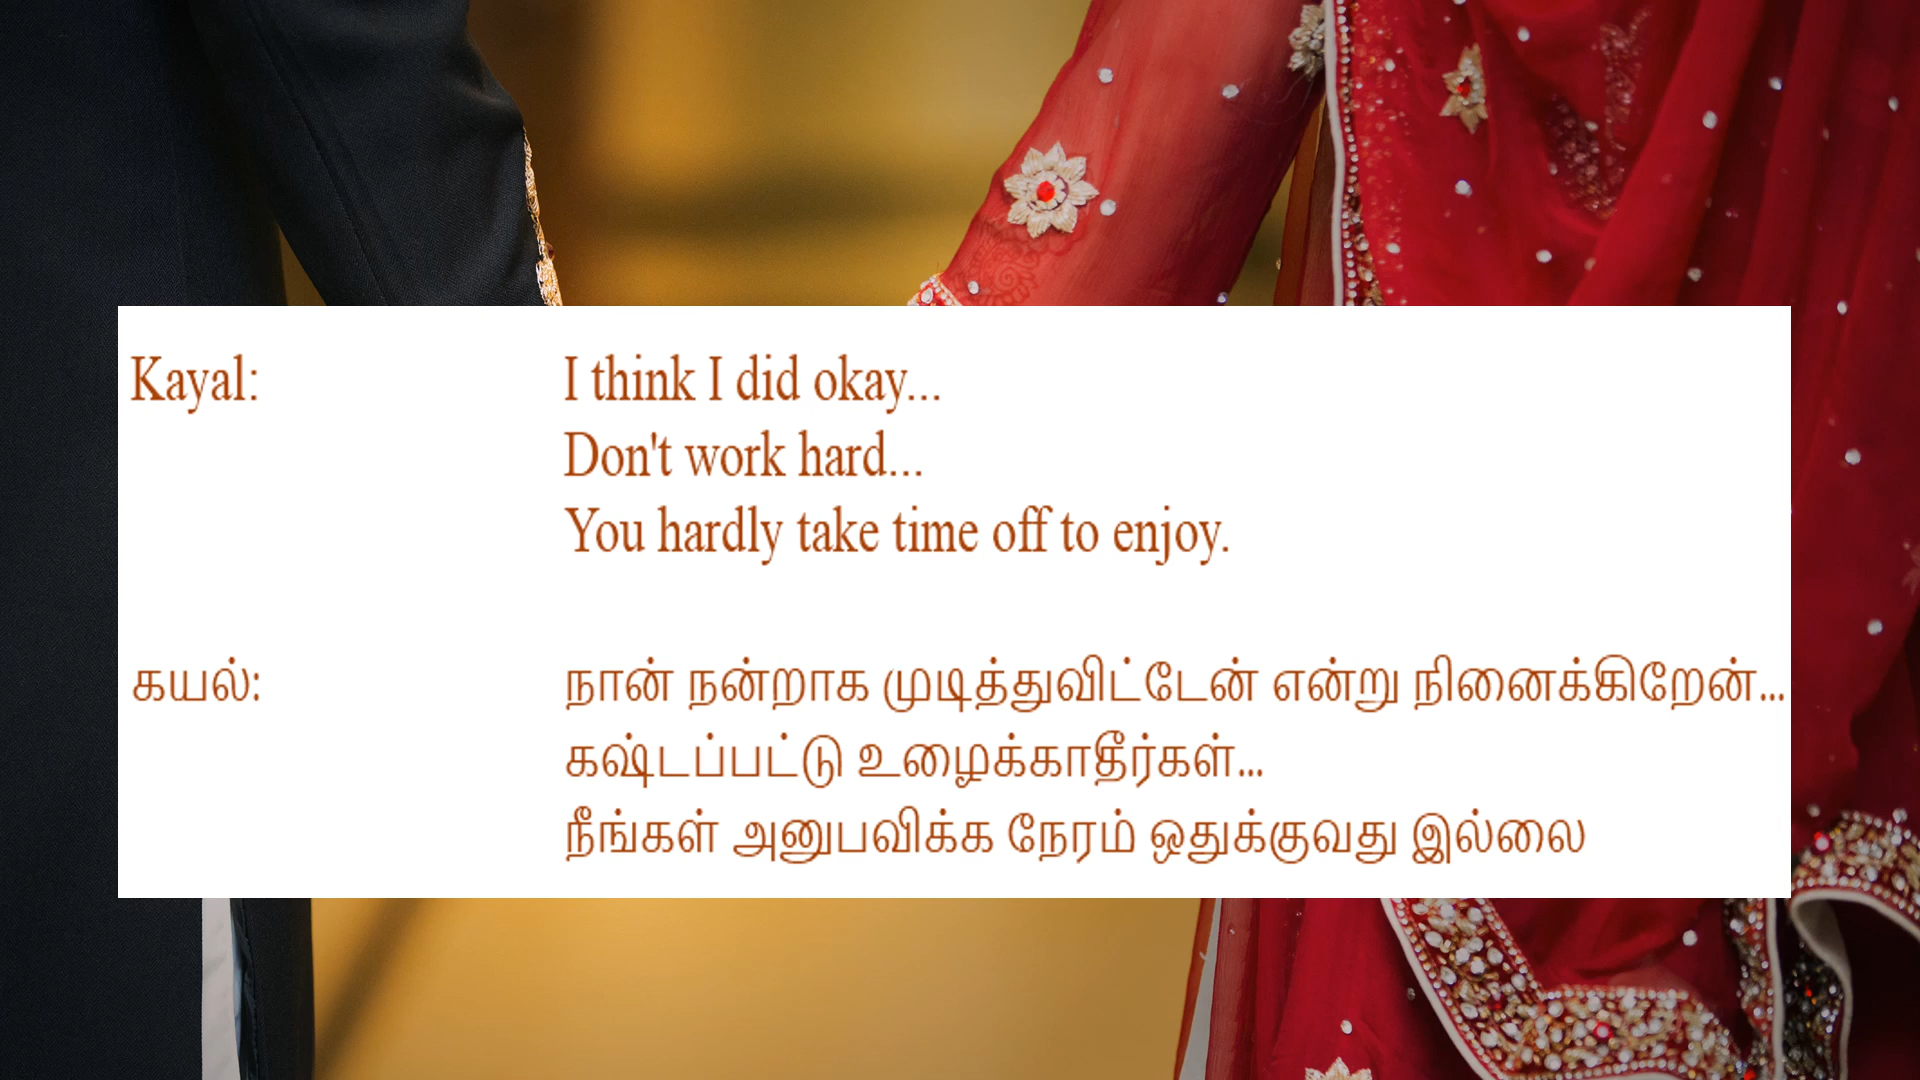 Kayal: I think I did okay...
Don't work hard...
You hardly take time off to enjoy.
கயல்: நான் நன்றாக முடித்துவிட்டேன் என்று நினைக்கிறேன்...
கஷ்டப்பட்டு உழைக்காதீர்கள்...
நீங்கள் அனுபவிக்க நேரம் ஒதுக்குவது இல்லை